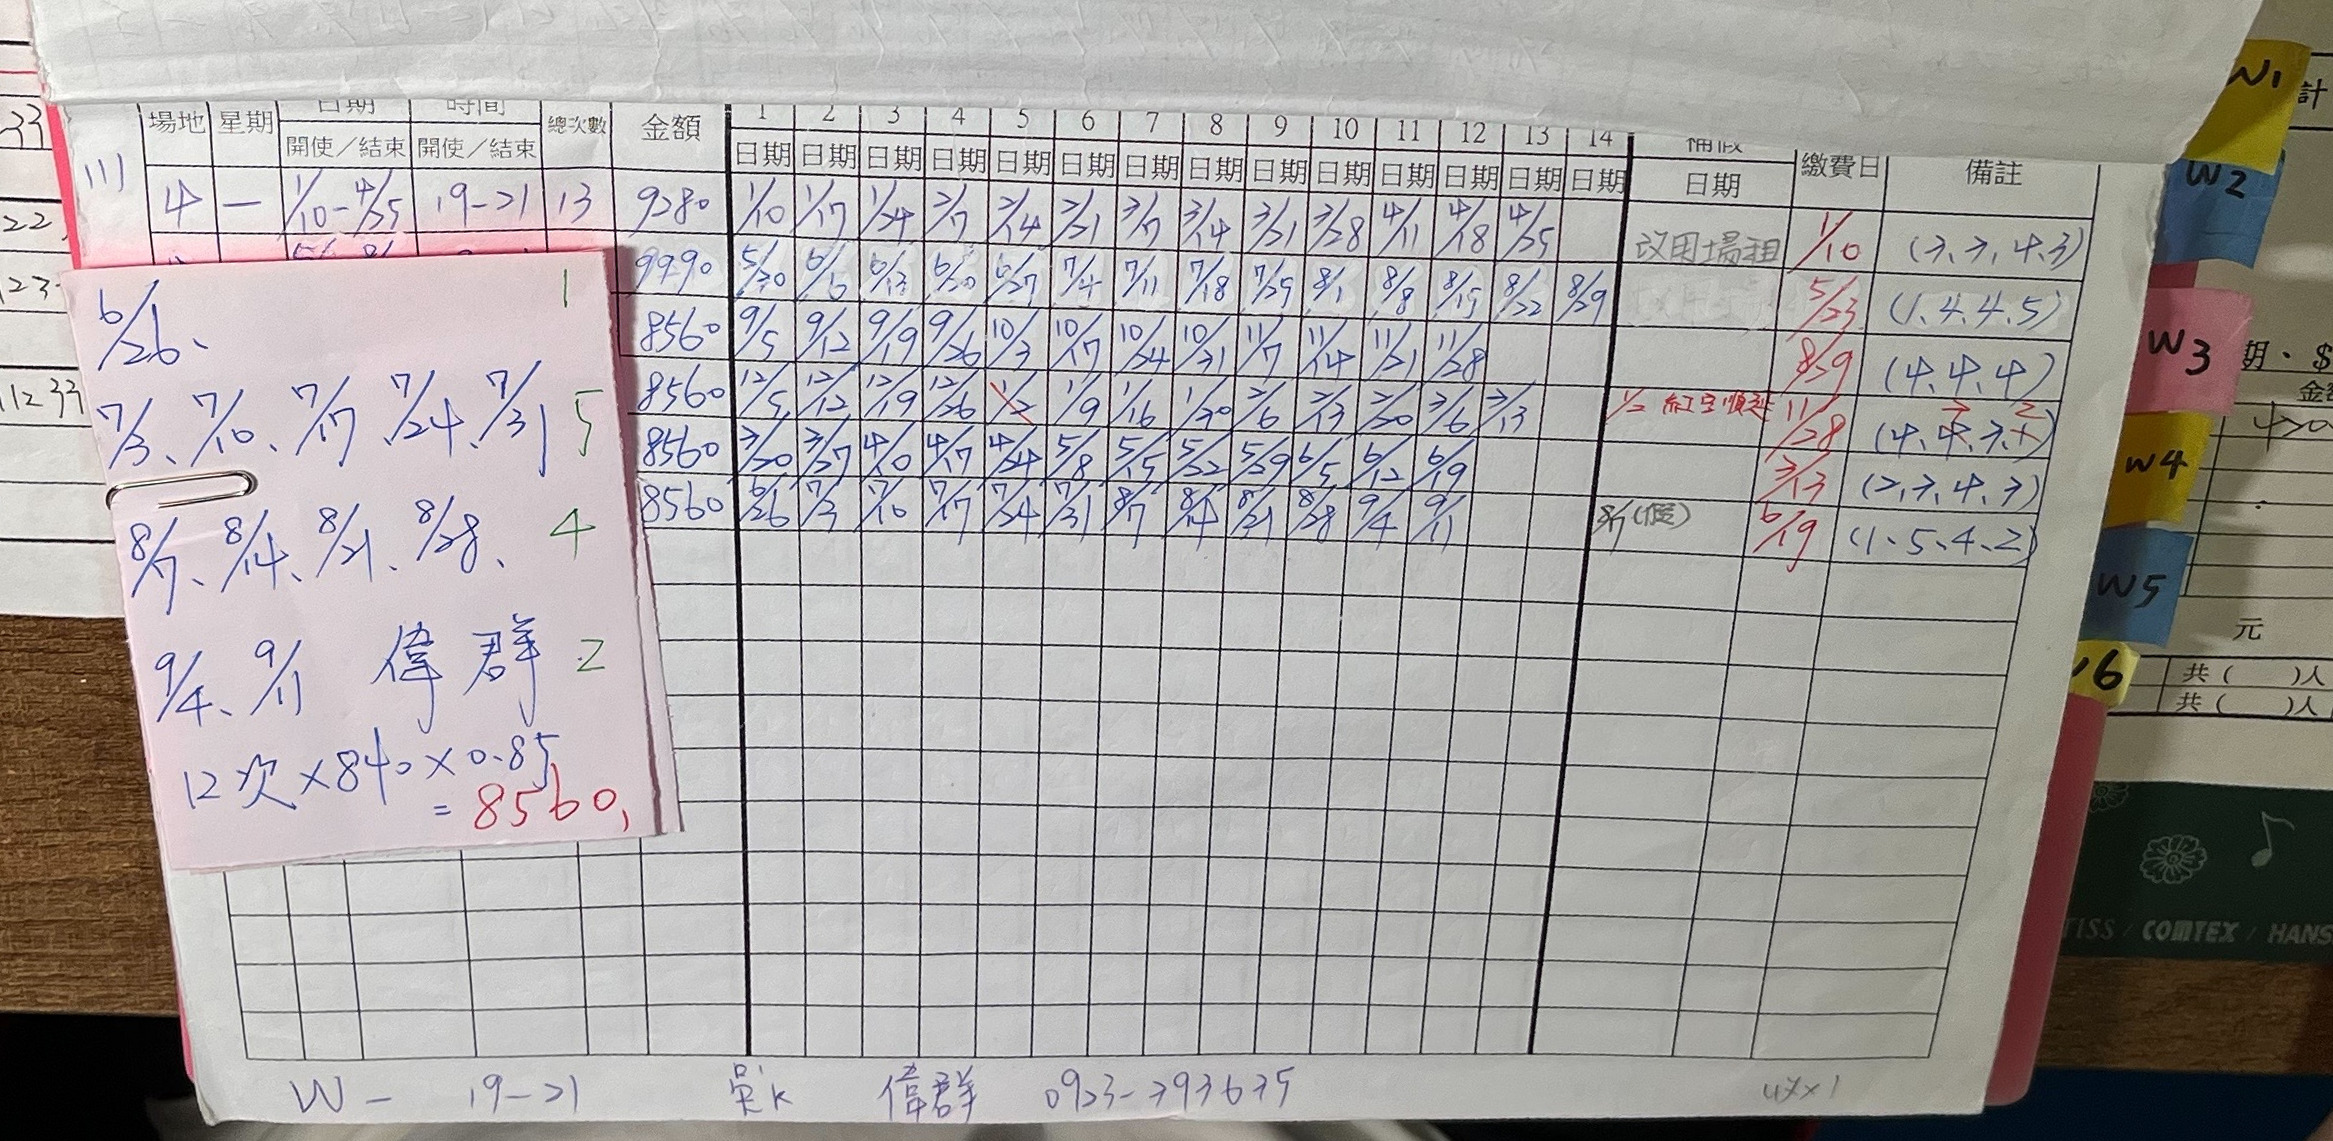 場地 星期 日期 時間 總次數 金額 1 2 3 4 5 6 7 8 9 10 11 12 13 14 補假 繳費日 備註
開使/結束 開使/結束 日期 日期 日期 日期 日期 日期 日期 日期 日期 日期 日期 日期 日期 日期 日期
111 4 一 1/10-4/25 19-21 13 9280 1/10 1/17 1/24 2/7 2/14 2/21 3/7 3/14 3/21 3/28 4/11 4/18 4/25 改用場租 1/10 (3、3、4、3)
9990 5/30 6/6 6/13 6/20 6/27 7/4 7/11 7/18 7/25 8/1 8/8 8/15 8/22 8/29 5/23 (1、4、4、5)
8560 9/5 9/12 9/19 9/26 10/3 10/17 10/24 10/31 11/7 11/14 11/21 11/28 8/29 (4、4、4)
8560 12/5 12/12 12/19 12/26 1/2 1/9 1/16 1/30 2/6 2/13 2/20 3/6 3/13 1/2 紅字順延 11/28
8560 3/20 3/27 4/10 4/17 4/24 5/8 5/15 5/22 5/29 6/5 6/12 6/19 3/13 (2、3、4、3)
8560 6/26 7/3 7/10 7/17 7/24 7/31 8/7 8/14 8/21 8/28 9/4 9/11 8/7(假) 6/19 (1、5、4、2)
6/26、 1
7/3、7/10、7/17 7/24、7/31 5
8/7、8/14、8/21、8/28、 4
9/4、9/11 偉群 2
12次×840×0.85
=8560,
W一 19-21 吳'k 偉群 0923-393635
W1
W2
W3
W4
W5
計
期·$
金
元
共( )人
共( )人
TISS / COMTEX / HANS